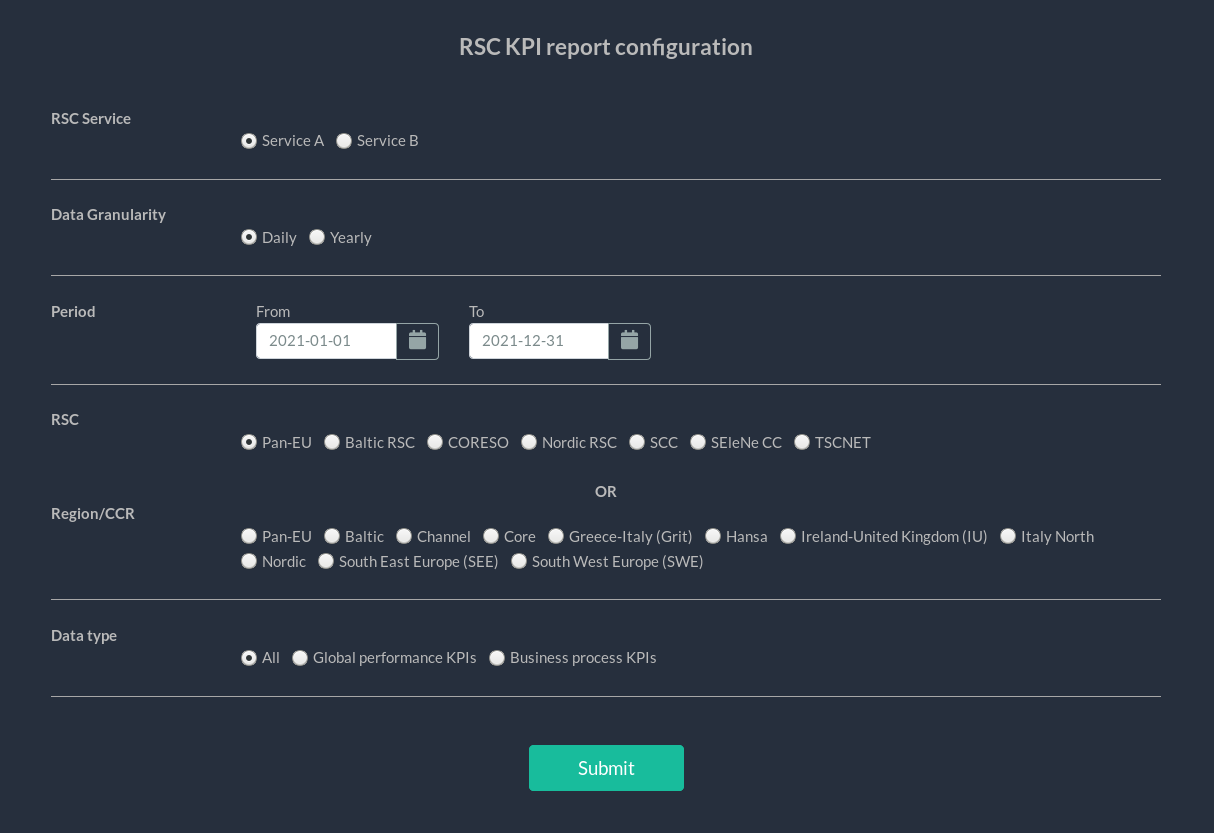 RSC KPI report configuration
RSC Service
Service A Service B
Data Granularity
Daily Yearly
Period
From To
2021-01-01 2021-12-31
RSC
Pan-EU Baltic RSC CORESO Nordic RSC SCC SEleNe CC TSCNET
OR
Region/CCR
Pan-EU Baltic Channel Core Greece-Italy (Grit) Hansa Ireland-United Kingdom (IU) Italy North
Nordic South East Europe (SEE) South West Europe (SWE)
Data type
All Global performance KPIs Business process KPIs
Submit